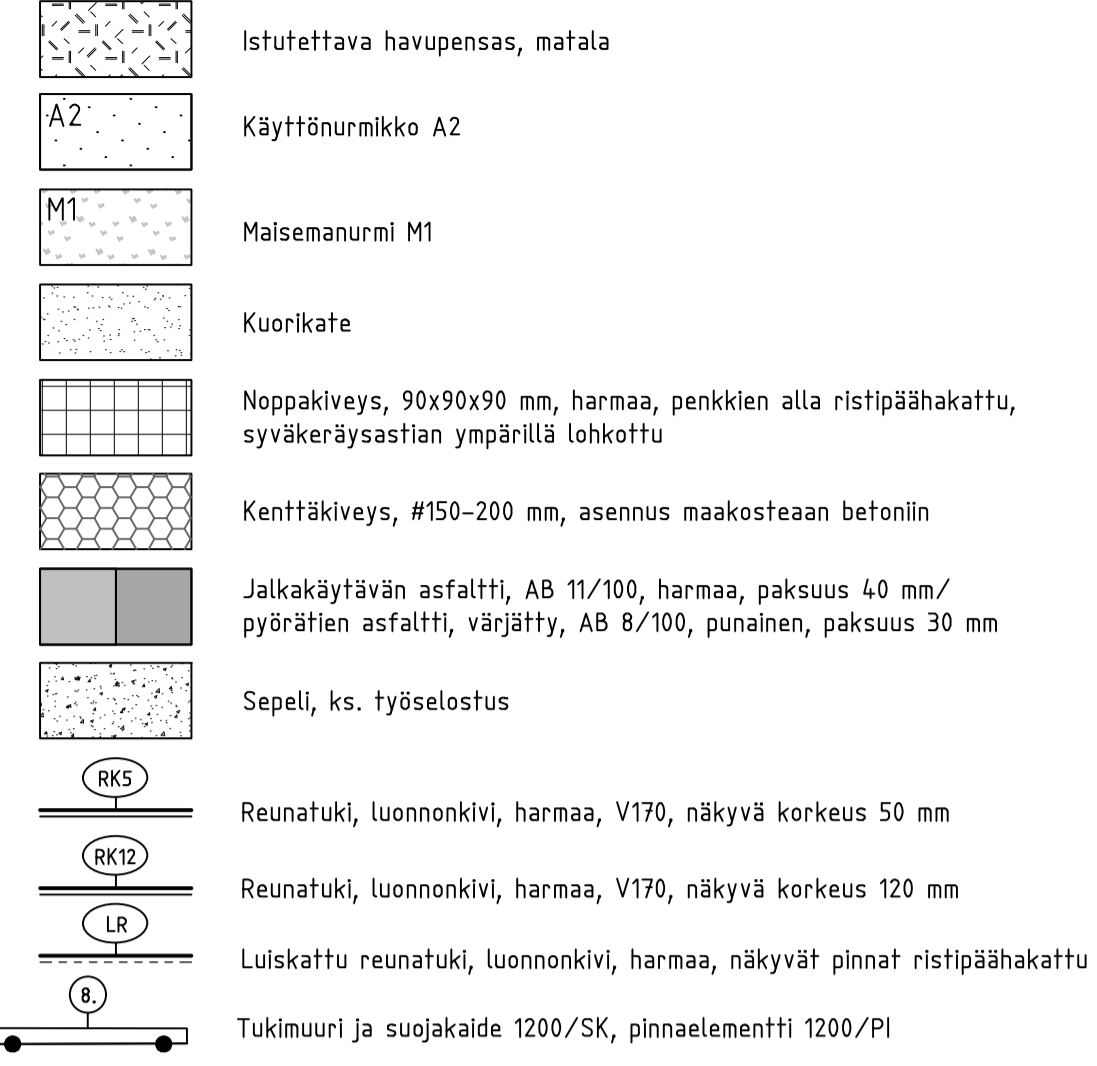 Istutettava havupensas, matala
A2
Käyttönurmikko A2
M1
Maisemanurmi M1
Kuorikate
Noppakiveys, 90x90x90 mm, harmaa, penkkien alla ristipäähakattu,
syväkeräysastian ympärillä lohkottu
Kenttäkiveys, #150-200 mm, asennus maakosteaan betoniin
Jalkakäytävän asfaltti, AB 11/100, harmaa, paksuus 40 mm/
pyörätien asfaltti, värjätty, AB 8/100, punainen, paksuus 30 mm
Sepeli, ks. työselostus
RK5
Reunatuki, luonnonkivi, harmaa, V170, näkyvä korkeus 50 mm
RK12
Reunatuki, luonnonkivi, harmaa, V170, näkyvä korkeus 120 mm
LR
Luiskattu reunatuki, luonnonkivi, harmaa, näkyvät pinnat ristipäähakattu
8.
Tukimuuri ja suojakaide 1200/SK, pinnaelementti 1200/PI